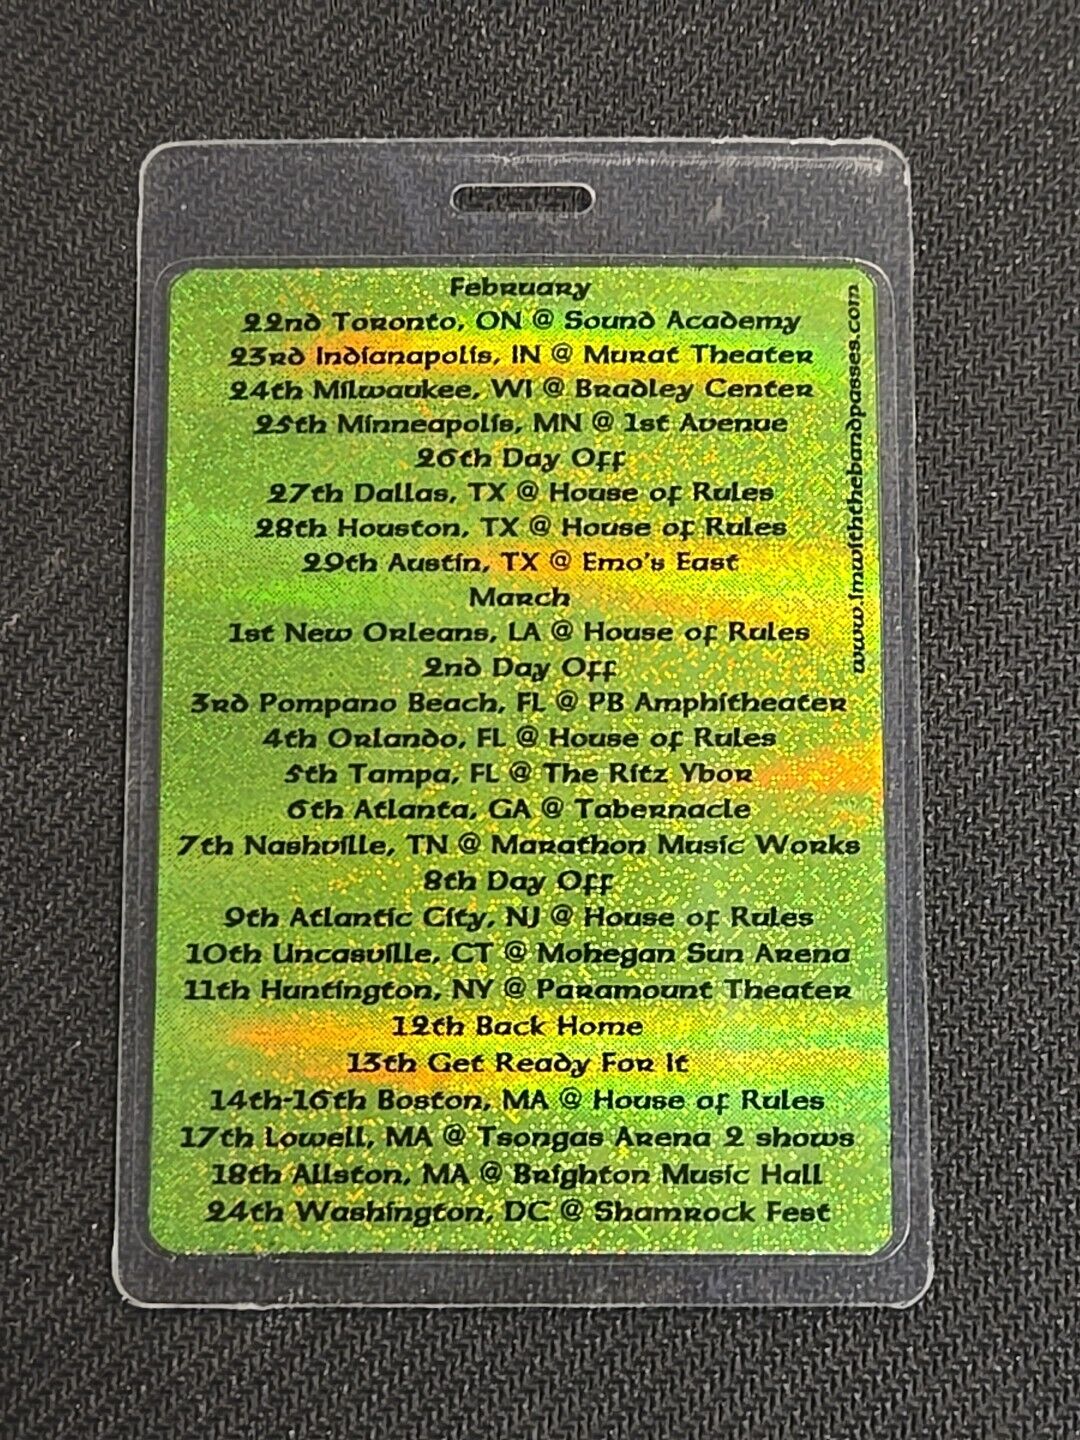 February
22nd Toronto, ON @ Sound Academy
23rd Indianapolis, IN @ Murat Theater
24th Milwaukee, WI @ Bradley Center
25th Minneapolis, MN @ 1st Avenue
26th Day Off
27th Dallas, TX @ House of Rules
28th Houston, TX @ House of Rules
29th Austin, TX @ Emo's East
March
1st New Orleans, LA @ House of Rules
2nd Day Off
3rd Pompano Beach, FL @ PB Amphitheater
4th Orlando, FL @ House of Rules
5th Tampa, FL @ The Ritz Ybor
6th Atlanta, GA @ Tabernacle
7th Nashville, TN @ Marathon Music Works
8th Day Off
9th Atlantic City, NJ @ House of Rules
10th Uncasville, CT @ Mohegan Sun Arena
11th Huntington, NY @ Paramount Theater
12th Back Home
13th Get Ready For It
14th-16th Boston, MA @ House of Rules
17th Lowell, MA @ Tsongas Arena 2 shows
18th Allston, MA @ Brighton Music Hall
24th Washington, DC @ Shamrock Fest
www.imwiththebandpasses.com